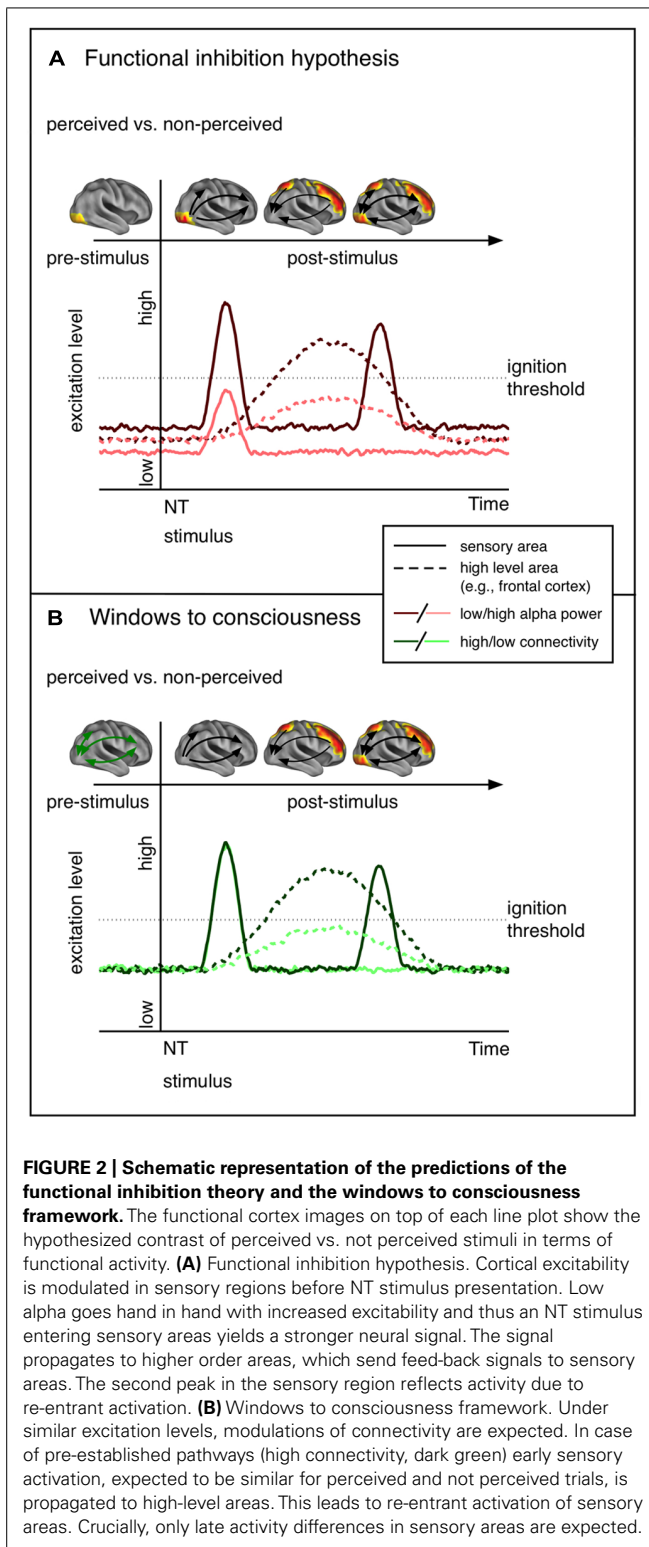 A Functional inhibition hypothesis
perceived vs. non-perceived
pre-stimulus
post-stimulus
excitation level
high
low
ignition
threshold
NT
stimulus
Time
sensory area
high level area
(e.g., frontal cortex)
low/high alpha power
high/low connectivity
B Windows to consciousness
perceived vs. non-perceived
pre-stimulus
post-stimulus
excitation level
high
low
ignition
threshold
NT
stimulus
Time
FIGURE 2 | Schematic representation of the predictions of the
functional inhibition theory and the windows to consciousness
framework. The functional cortex images on top of each line plot show the
hypothesized contrast of perceived vs. not perceived stimuli in terms of
functional activity. (A) Functional inhibition hypothesis. Cortical excitability
is modulated in sensory regions before NT stimulus presentation. Low
alpha goes hand in hand with increased excitability and thus an NT stimulus
entering sensory areas yields a stronger neural signal. The signal
propagates to higher order areas, which send feed-back signals to sensory
areas. The second peak in the sensory region reflects activity due to
re-entrant activation. (B) Windows to consciousness framework. Under
similar excitation levels, modulations of connectivity are expected. In case
of pre-established pathways (high connectivity, dark green) early sensory
activation, expected to be similar for perceived and not perceived trials, is
propagated to high-level areas. This leads to re-entrant activation of sensory
areas. Crucially, only late activity differences in sensory areas are expected.